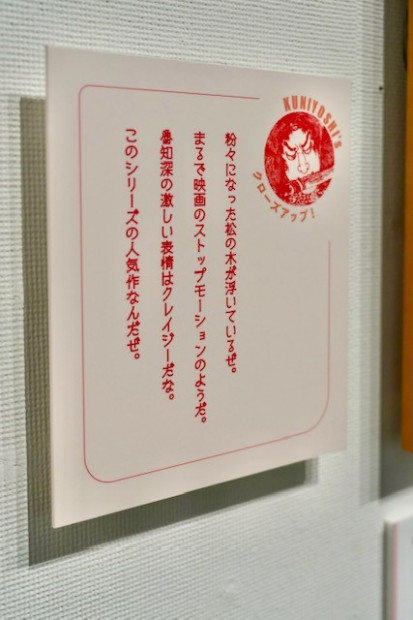 KUNIYOSHI's
クローズアップ!
粉々になった松の木が浮いているぜ。
まるで映画のストップモーションのようだ。
魯知深の激しい表情はクレイジーだな。
このシリーズの人気作なんだぜ。